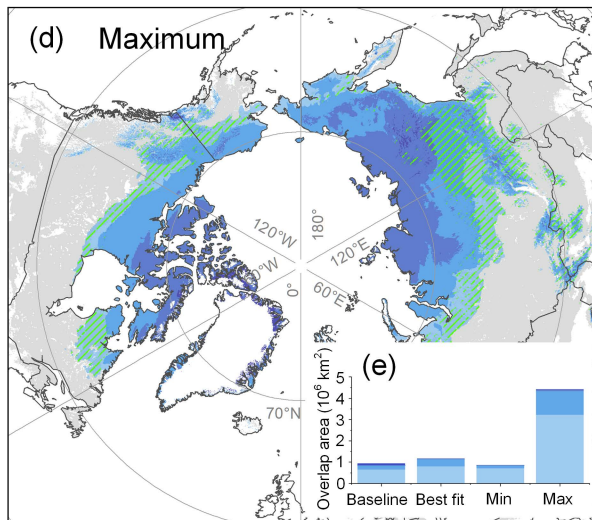 (d) Maximum
180°
120°W
120°E
60°E
0°
70°N
(e)
Overlap area (10⁶ km²)
5
4
3
2
1
0
Baseline Best fit Min Max